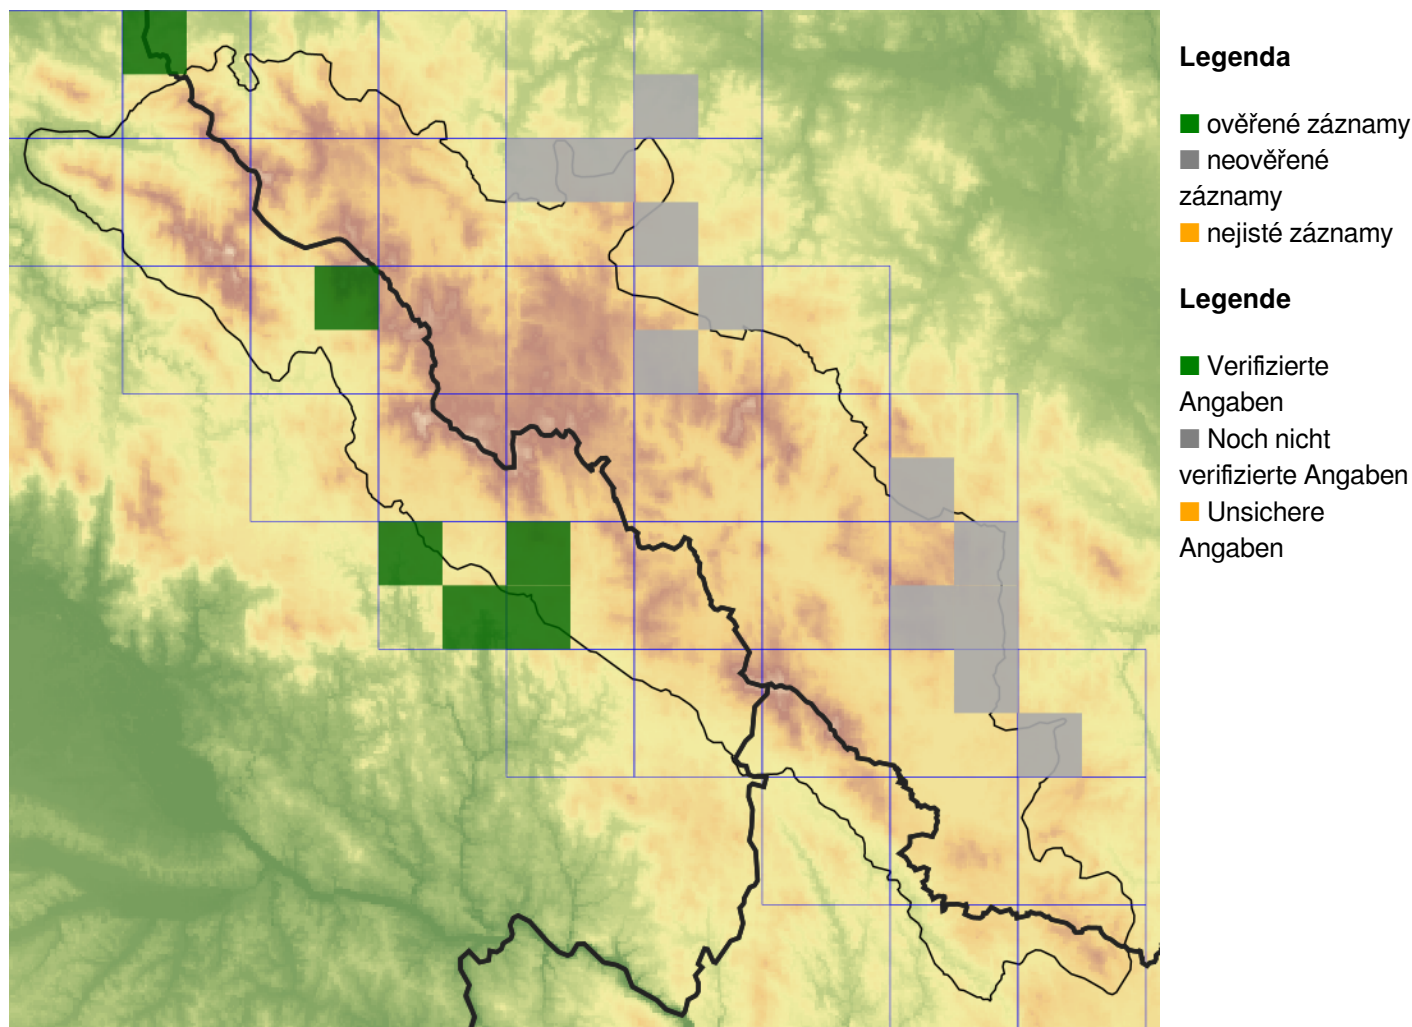 Legenda
ověřené záznamy
neověřené
záznamy
nejisté záznamy
Legende
Verifizierte
Angaben
Noch nicht
verifizierte Angaben
Unsichere
Angaben